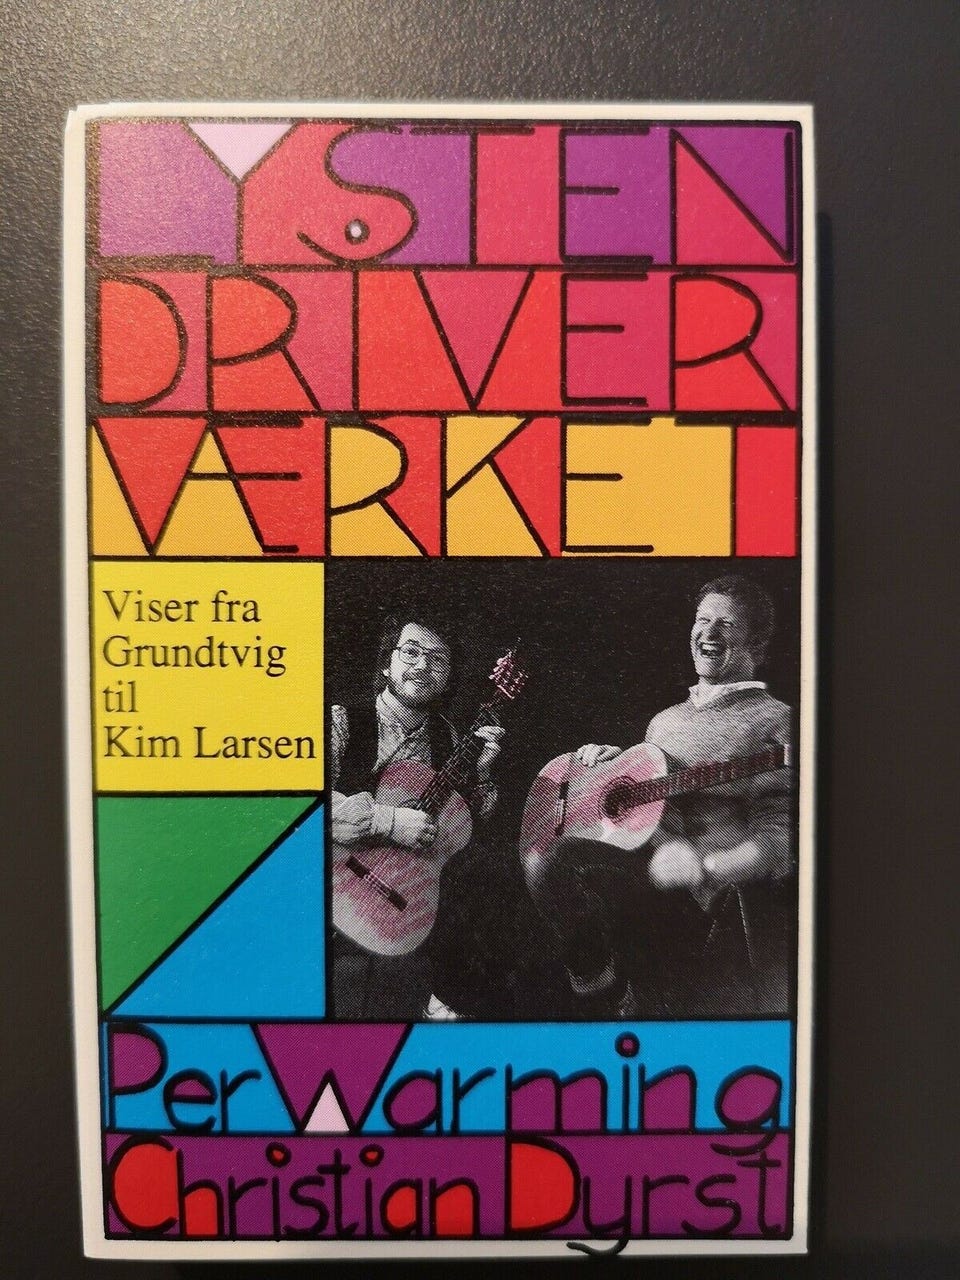 LYSTEN
DRIVER
VÆRKET
Viser fra
Grundtvig
til
Kim Larsen
Per Warming
Christian Dyrst